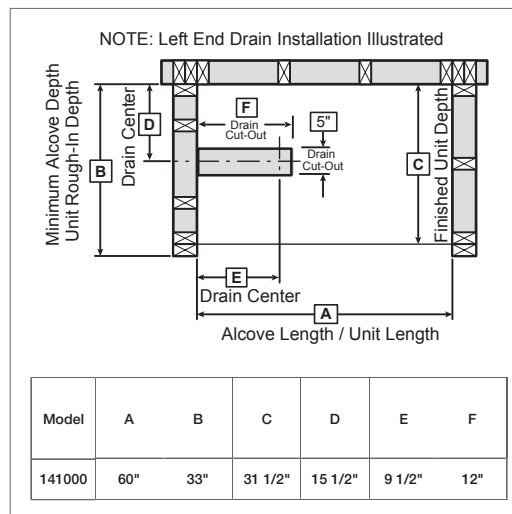 NOTE: Left End Drain Installation Illustrated
Minimum Alcove Depth
Unit Rough-In Depth
B
Drain Center
D
F
Drain
Cut-Out
5"
Drain
Cut-Out
C
Finished Unit Depth
E
Drain Center
A
Alcove Length / Unit Length
Model A B C D E F
141000 60" 33" 31 1/2" 15 1/2" 9 1/2" 12"